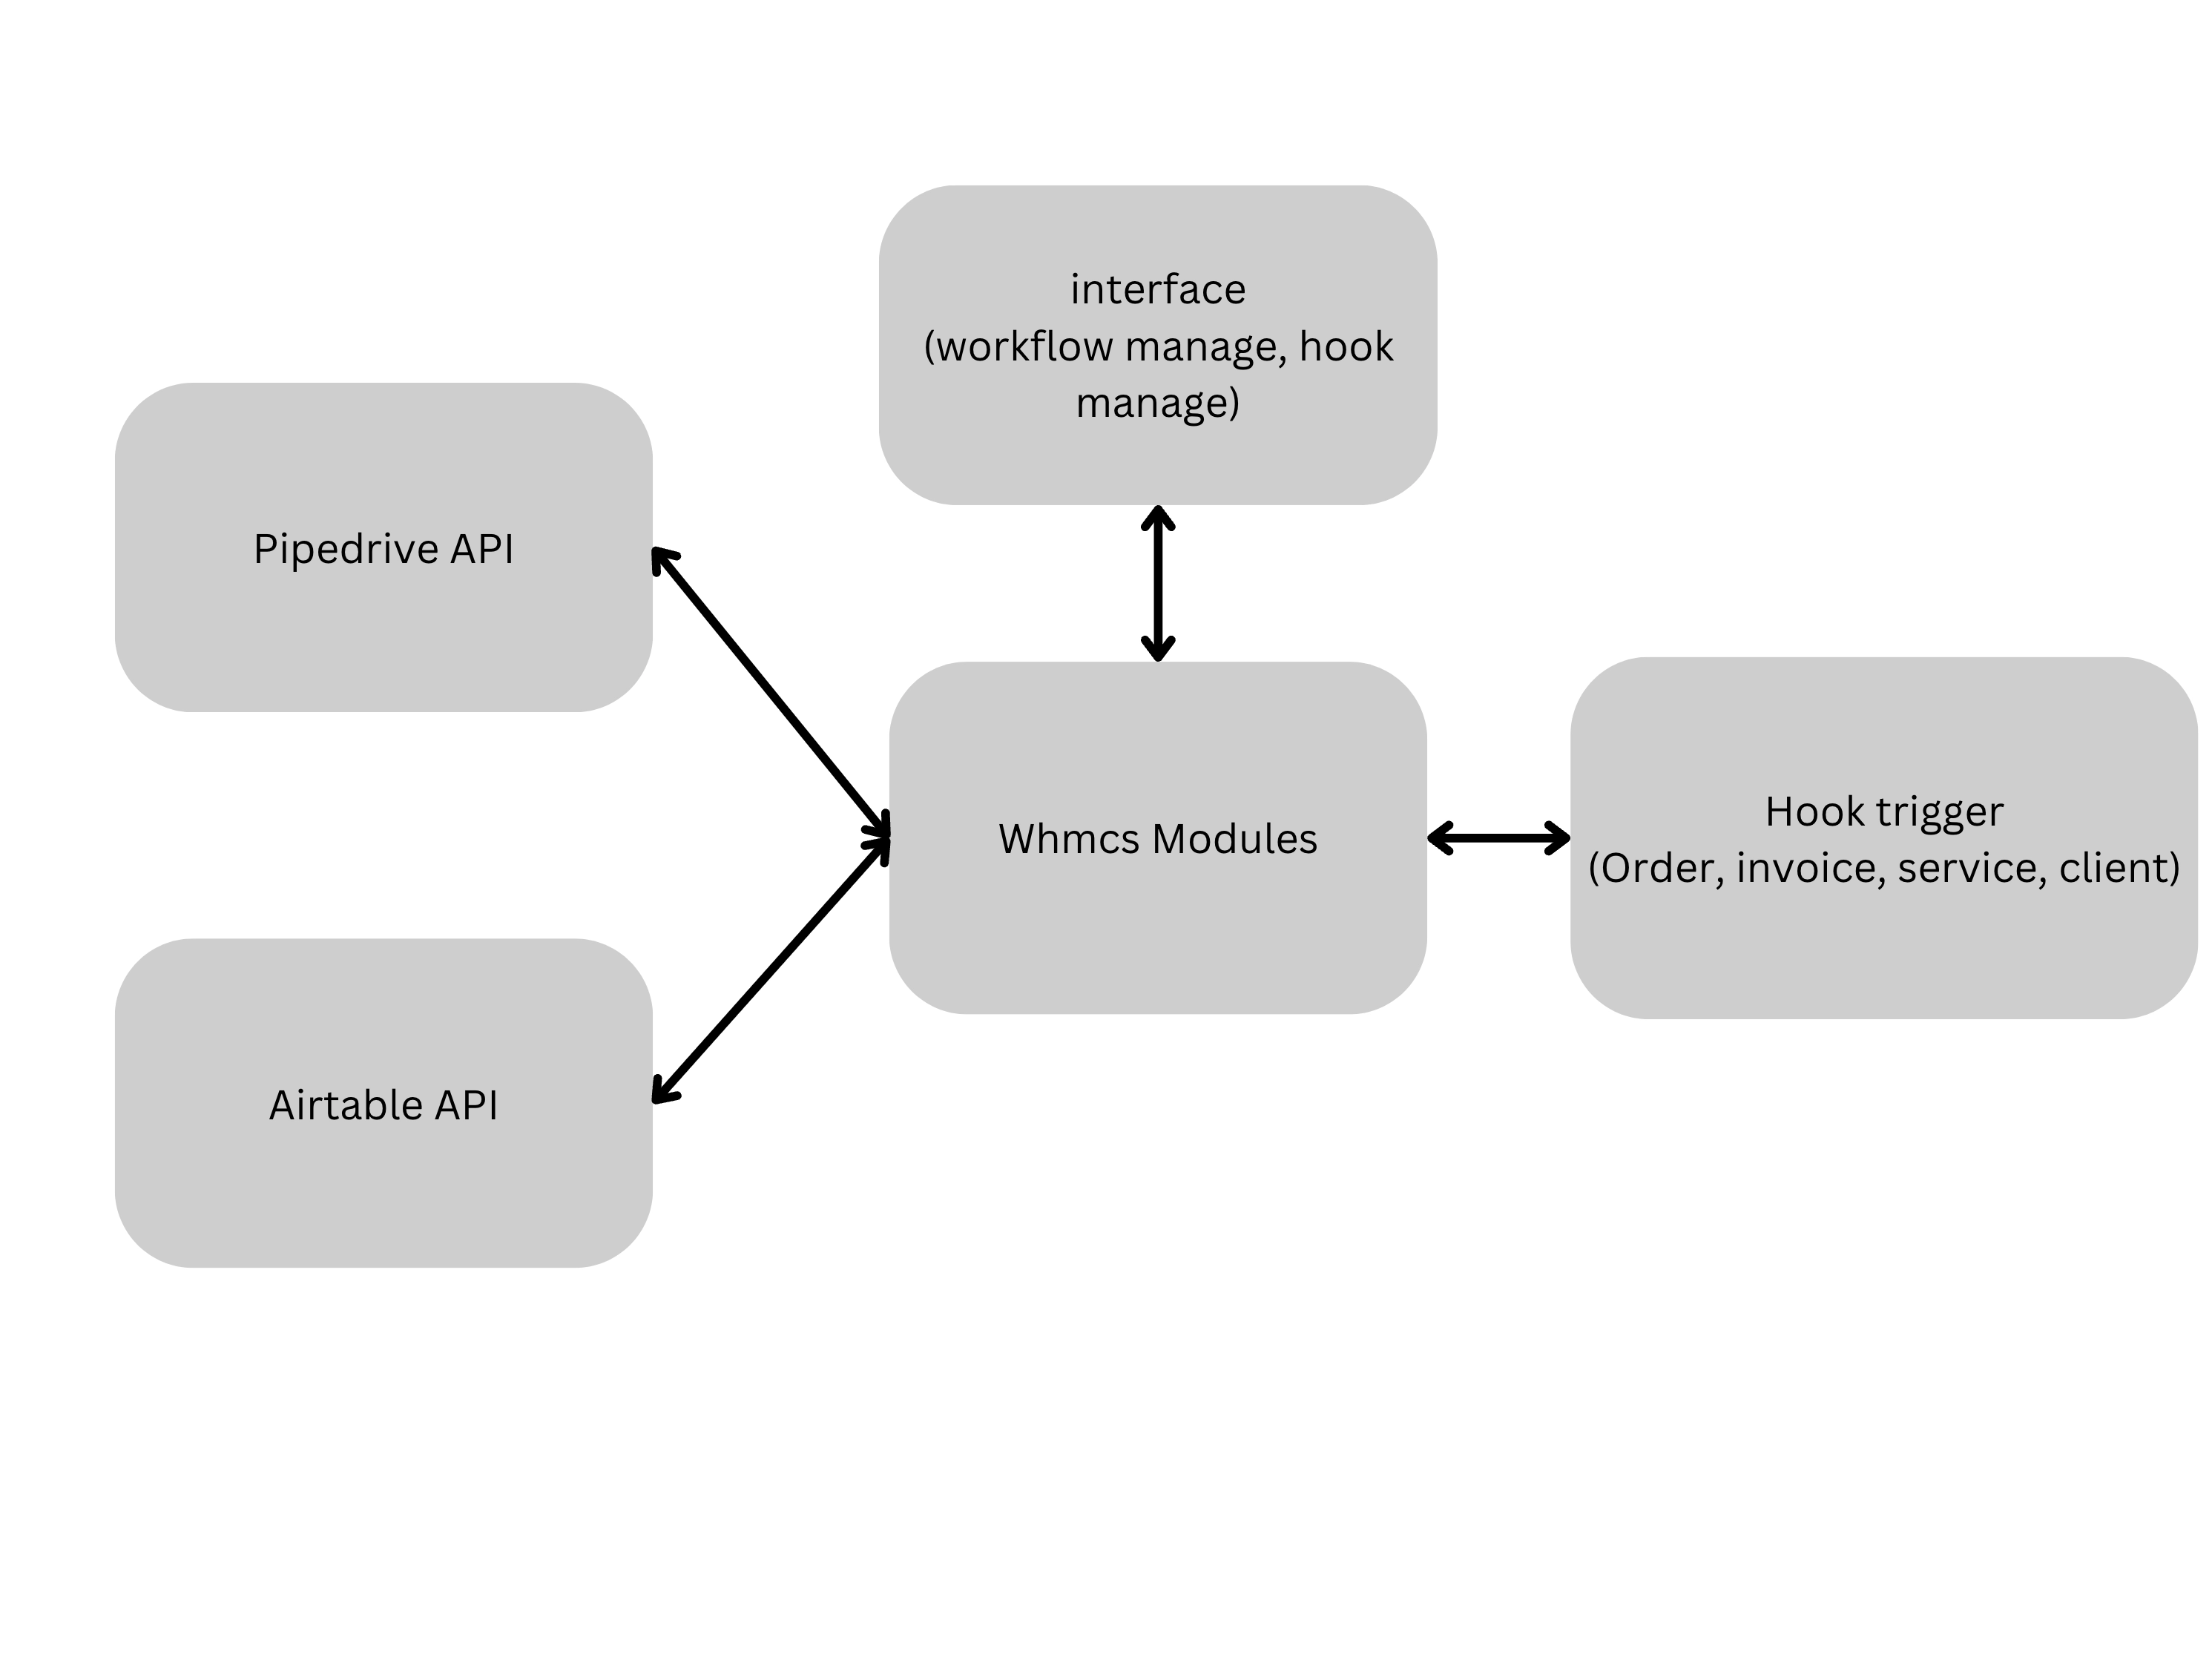 interface
(workflow manage, hook
manage)
Pipedrive API
Whmcs Modules
Hook trigger
(Order, invoice, service, client)
Airtable API